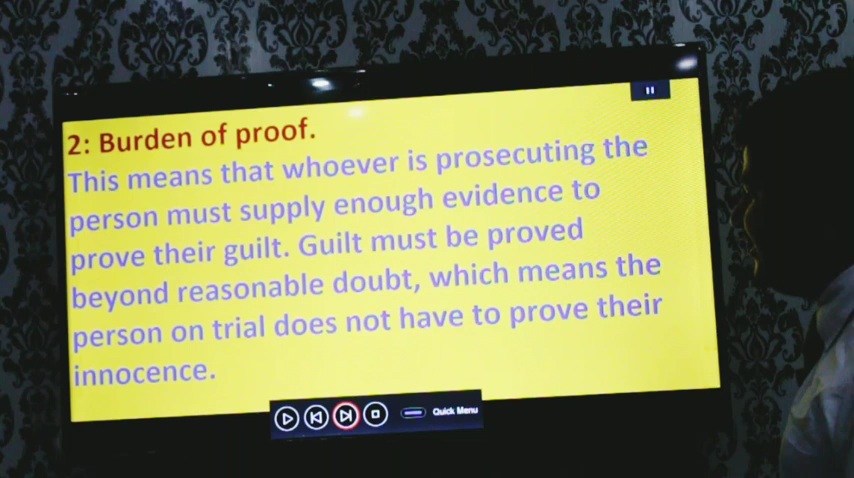 2: Burden of proof.
This means that whoever is prosecuting the
person must supply enough evidence to
prove their guilt. Guilt must be proved
beyond reasonable doubt, which means the
person on trial does not have to prove their
innocence.
Quick Menu